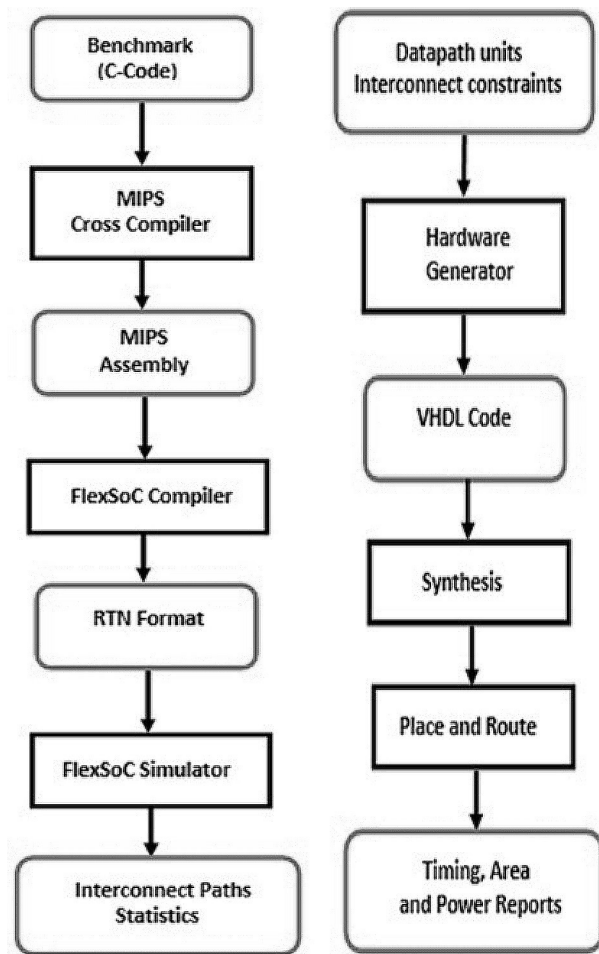 Benchmark
(C-Code)
MIPS
Cross Compiler
MIPS
Assembly
FlexSoC Compiler
RTN Format
FlexSoC Simulator
Interconnect Paths
Statistics
Datapath units
Interconnect constraints
Hardware
Generator
VHDL Code
Synthesis
Place and Route
Timing, Area
and Power Reports